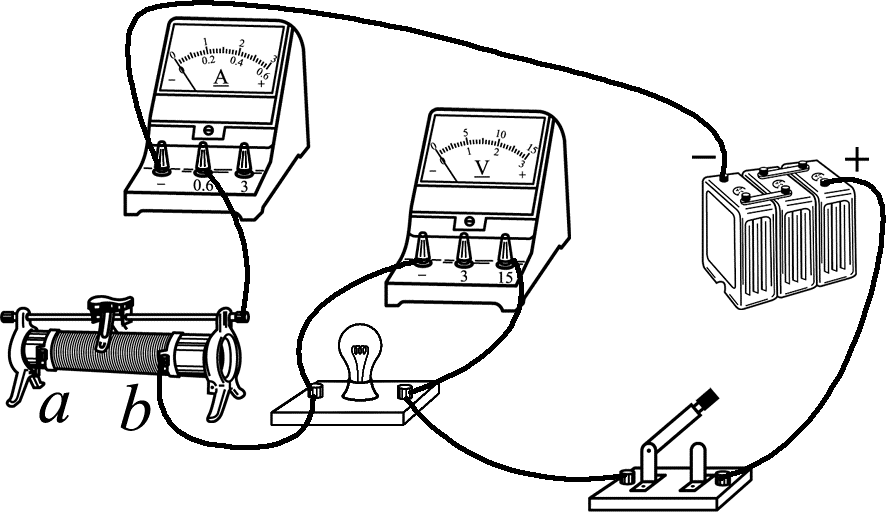 0 1 2 3
0.2 0.4 0.6
− A +
− 0.6 3
0 5 10 15
1 2 3
− V +
− 3 15
− +
a b